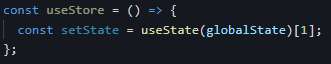 const useStore = () => {
  const setState = useState(globalState)[1];
};